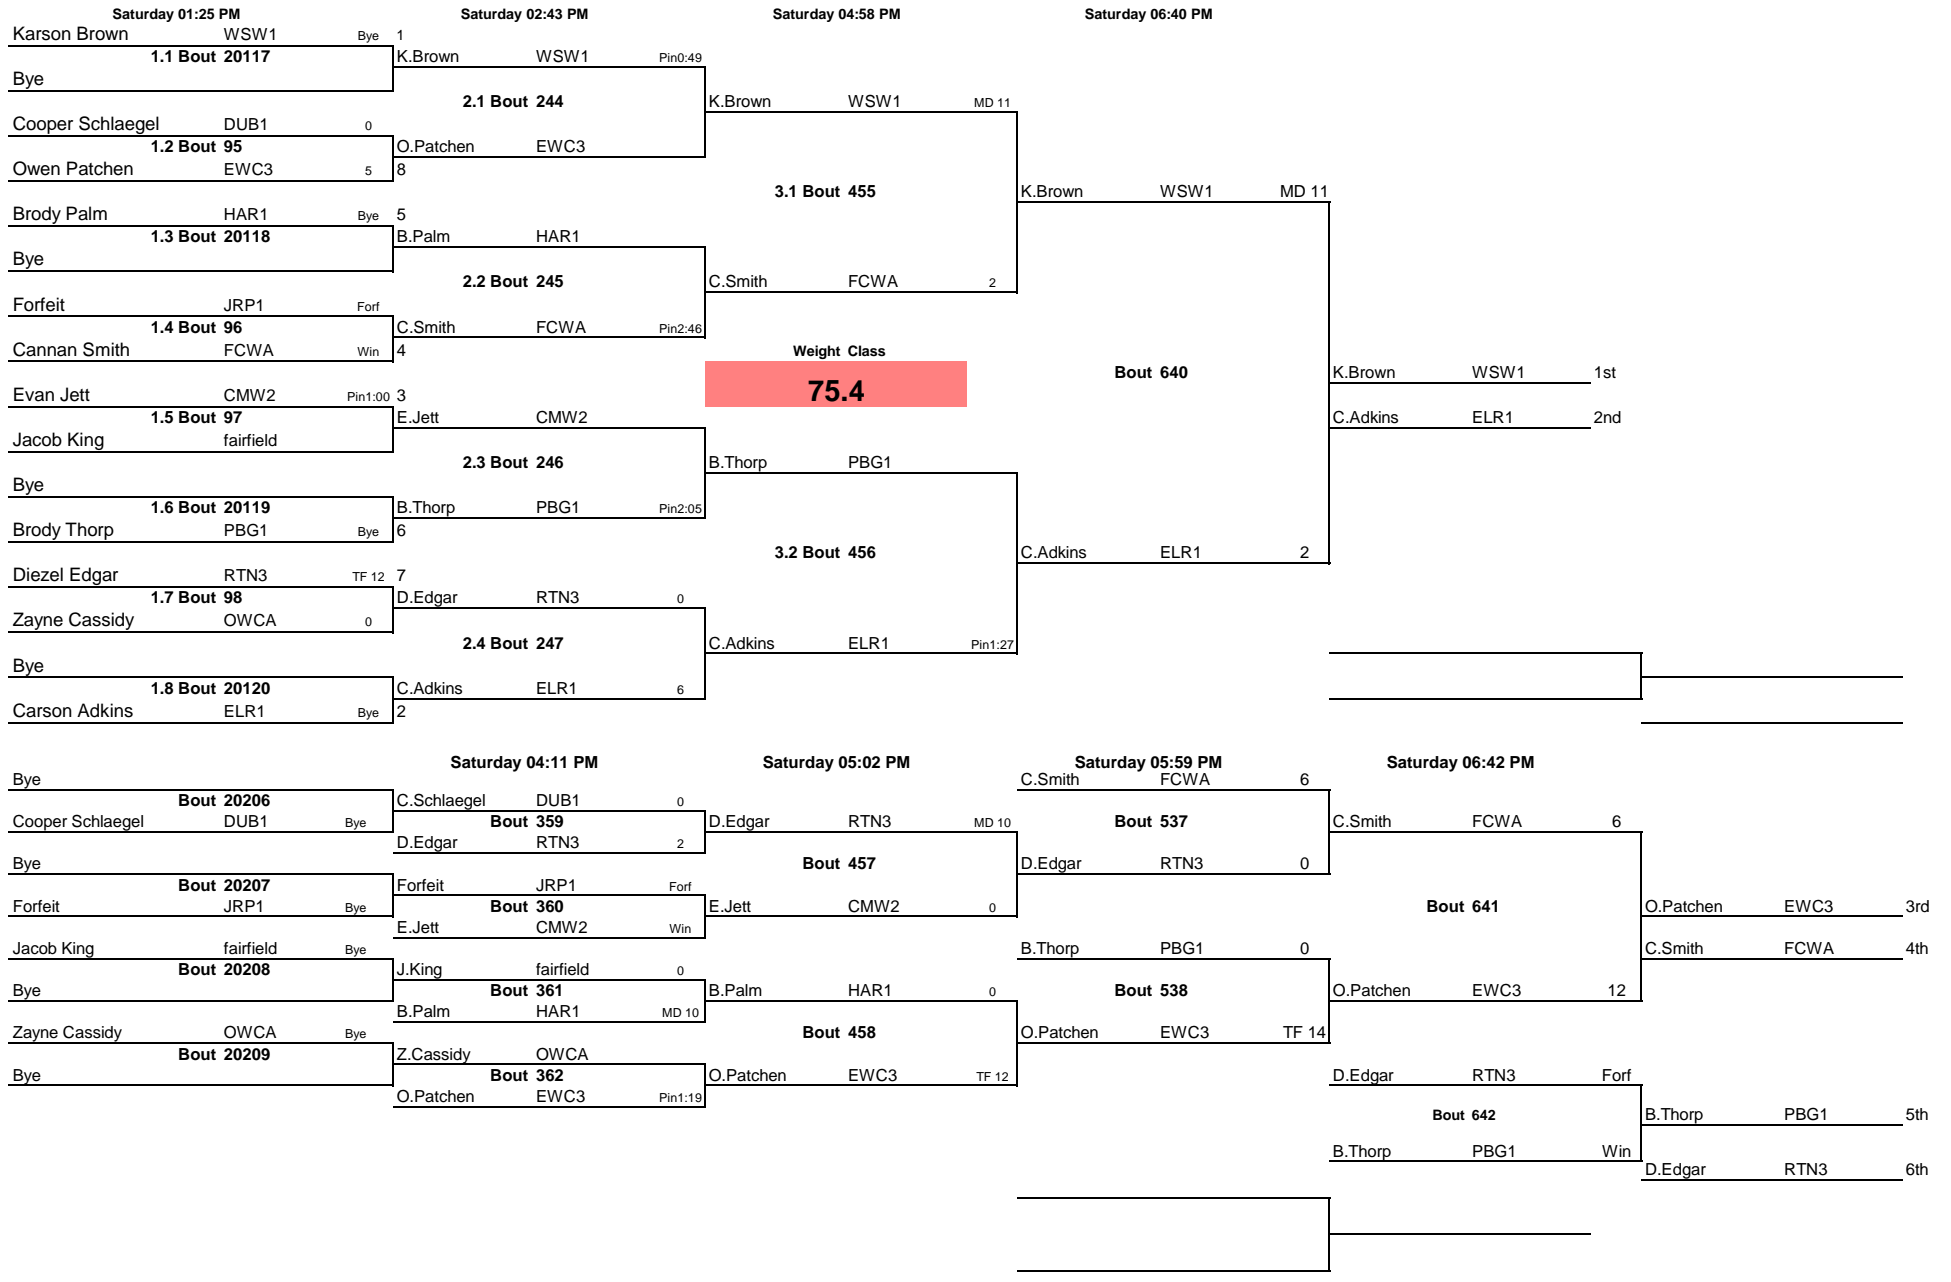 Saturday 01:25 PM Saturday 02:43 PM Saturday 04:58 PM Saturday 06:40 PM
Karson Brown WSW1 Bye 1
1.1 Bout 20117 K.Brown WSW1 Pin0:49
Bye
2.1 Bout 244 K.Brown WSW1 MD 11
Cooper Schlaegel DUB1 0
1.2 Bout 95 O.Patchen EWC3
Owen Patchen EWC3 5 8
3.1 Bout 455 K.Brown WSW1 MD 11
Brody Palm HAR1 Bye 5
1.3 Bout 20118 B.Palm HAR1
Bye
2.2 Bout 245 C.Smith FCWA 2
Forfeit JRP1 Forf
1.4 Bout 96 C.Smith FCWA Pin2:46
Cannan Smith FCWA Win 4 Weight Class
Bout 640 K.Brown WSW1 1st
75.4
Evan Jett CMW2 Pin1:00 3
1.5 Bout 97 E.Jett CMW2 C.Adkins ELR1 2nd
Jacob King fairfield
2.3 Bout 246 B.Thorp PBG1
Bye
1.6 Bout 20119 B.Thorp PBG1 Pin2:05
Brody Thorp PBG1 Bye 6
3.2 Bout 456 C.Adkins ELR1 2
Diezel Edgar RTN3 TF 12 7
1.7 Bout 98 D.Edgar RTN3 0
Zayne Cassidy OWCA 0
2.4 Bout 247 C.Adkins ELR1 Pin1:27
Bye
1.8 Bout 20120 C.Adkins ELR1 6
Carson Adkins ELR1 Bye 2
Saturday 04:11 PM Saturday 05:02 PM Saturday 05:59 PM Saturday 06:42 PM
Bye C.Smith FCWA 6
Bout 20206 C.Schlaegel DUB1 0
Cooper Schlaegel DUB1 Bye Bout 359 D.Edgar RTN3 MD 10 Bout 537 C.Smith FCWA 6
D.Edgar RTN3 2
Bye Bout 457 D.Edgar RTN3 0
Bout 20207 Forfeit JRP1 Forf
Forfeit JRP1 Bye Bout 360 E.Jett CMW2 0 Bout 641 O.Patchen EWC3 3rd
E.Jett CMW2 Win
Jacob King fairfield Bye B.Thorp PBG1 0 C.Smith FCWA 4th
Bout 20208 J.King fairfield 0
Bye Bout 361 B.Palm HAR1 0 Bout 538 O.Patchen EWC3 12
B.Palm HAR1 MD 10
Zayne Cassidy OWCA Bye Bout 458 O.Patchen EWC3 TF 14
Bout 20209 Z.Cassidy OWCA
Bye Bout 362 O.Patchen EWC3 TF 12 D.Edgar RTN3 Forf
O.Patchen EWC3 Pin1:19
Bout 642 B.Thorp PBG1 5th
B.Thorp PBG1 Win
D.Edgar RTN3 6th